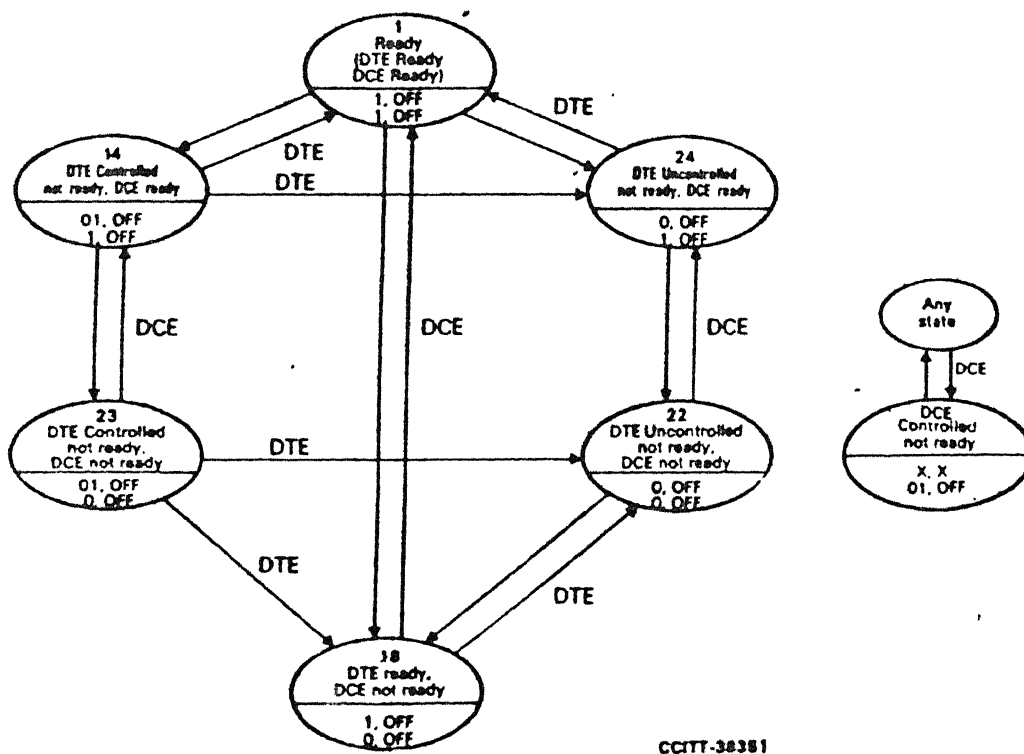 1
Ready
(DTE Ready
DCE Ready)
1, OFF
1, OFF
DTE
14
DTE Controlled
not ready, DCE ready
01, OFF
1, OFF
DTE
DTE
24
DTE Uncontrolled
not ready, DCE ready
0, OFF
1, OFF
DCE
DCE
DCE
Any
state
DCE
23
DTE Controlled
not ready,
DCE not ready
01, OFF
0, OFF
DTE
22
DTE Uncontrolled
not ready,
DCE not ready
0, OFF
0, OFF
DCE
Controlled
not ready
X, X
01, OFF
DTE
DTE
18
DTE ready,
DCE not ready
1, OFF
0, OFF
CCITT-38351